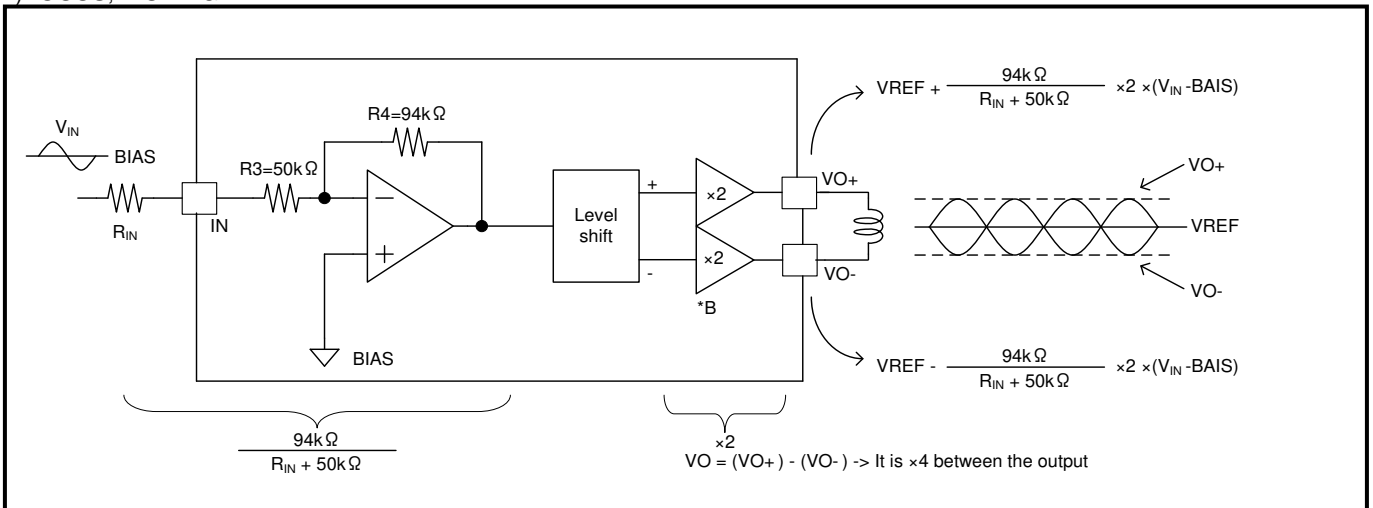 VIN
BIAS
RIN
IN
R3=50kΩ
R4=94kΩ
BIAS
Level
shift
+
-
×2
×2
*B
VO+
VO-
VREF + 94kΩ / RIN + 50kΩ ×2 ×(VIN -BAIS)
VO+
VREF
VO-
VREF - 94kΩ / RIN + 50kΩ ×2 ×(VIN -BAIS)
94kΩ
RIN + 50kΩ
×2
VO = (VO+ ) - (VO- ) -> It is ×4 between the output